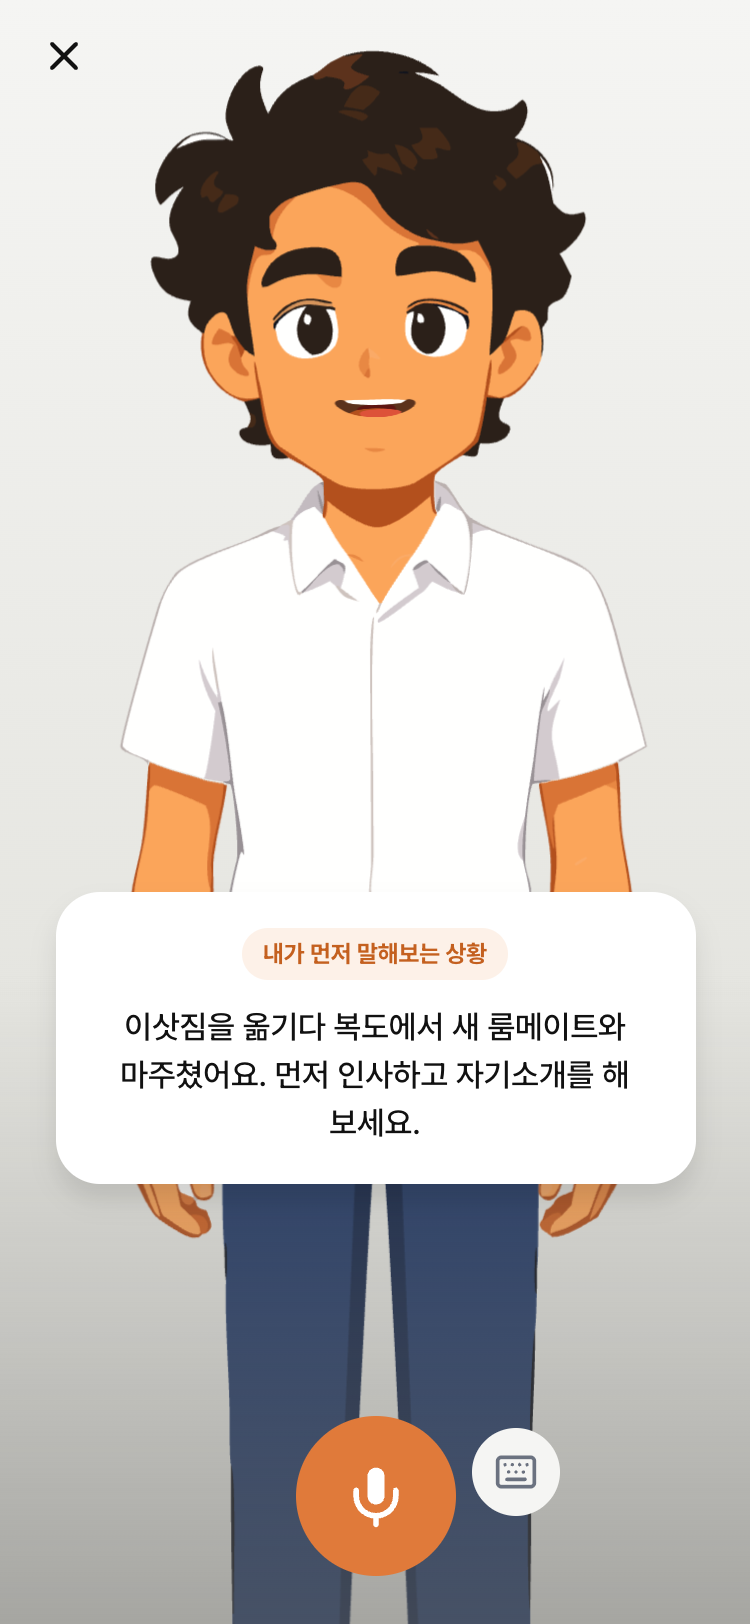 내가 먼저 말해보는 상황
이삿짐을 옮기다 복도에서 새 룸메이트와
마주쳤어요. 먼저 인사하고 자기소개를 해
보세요.